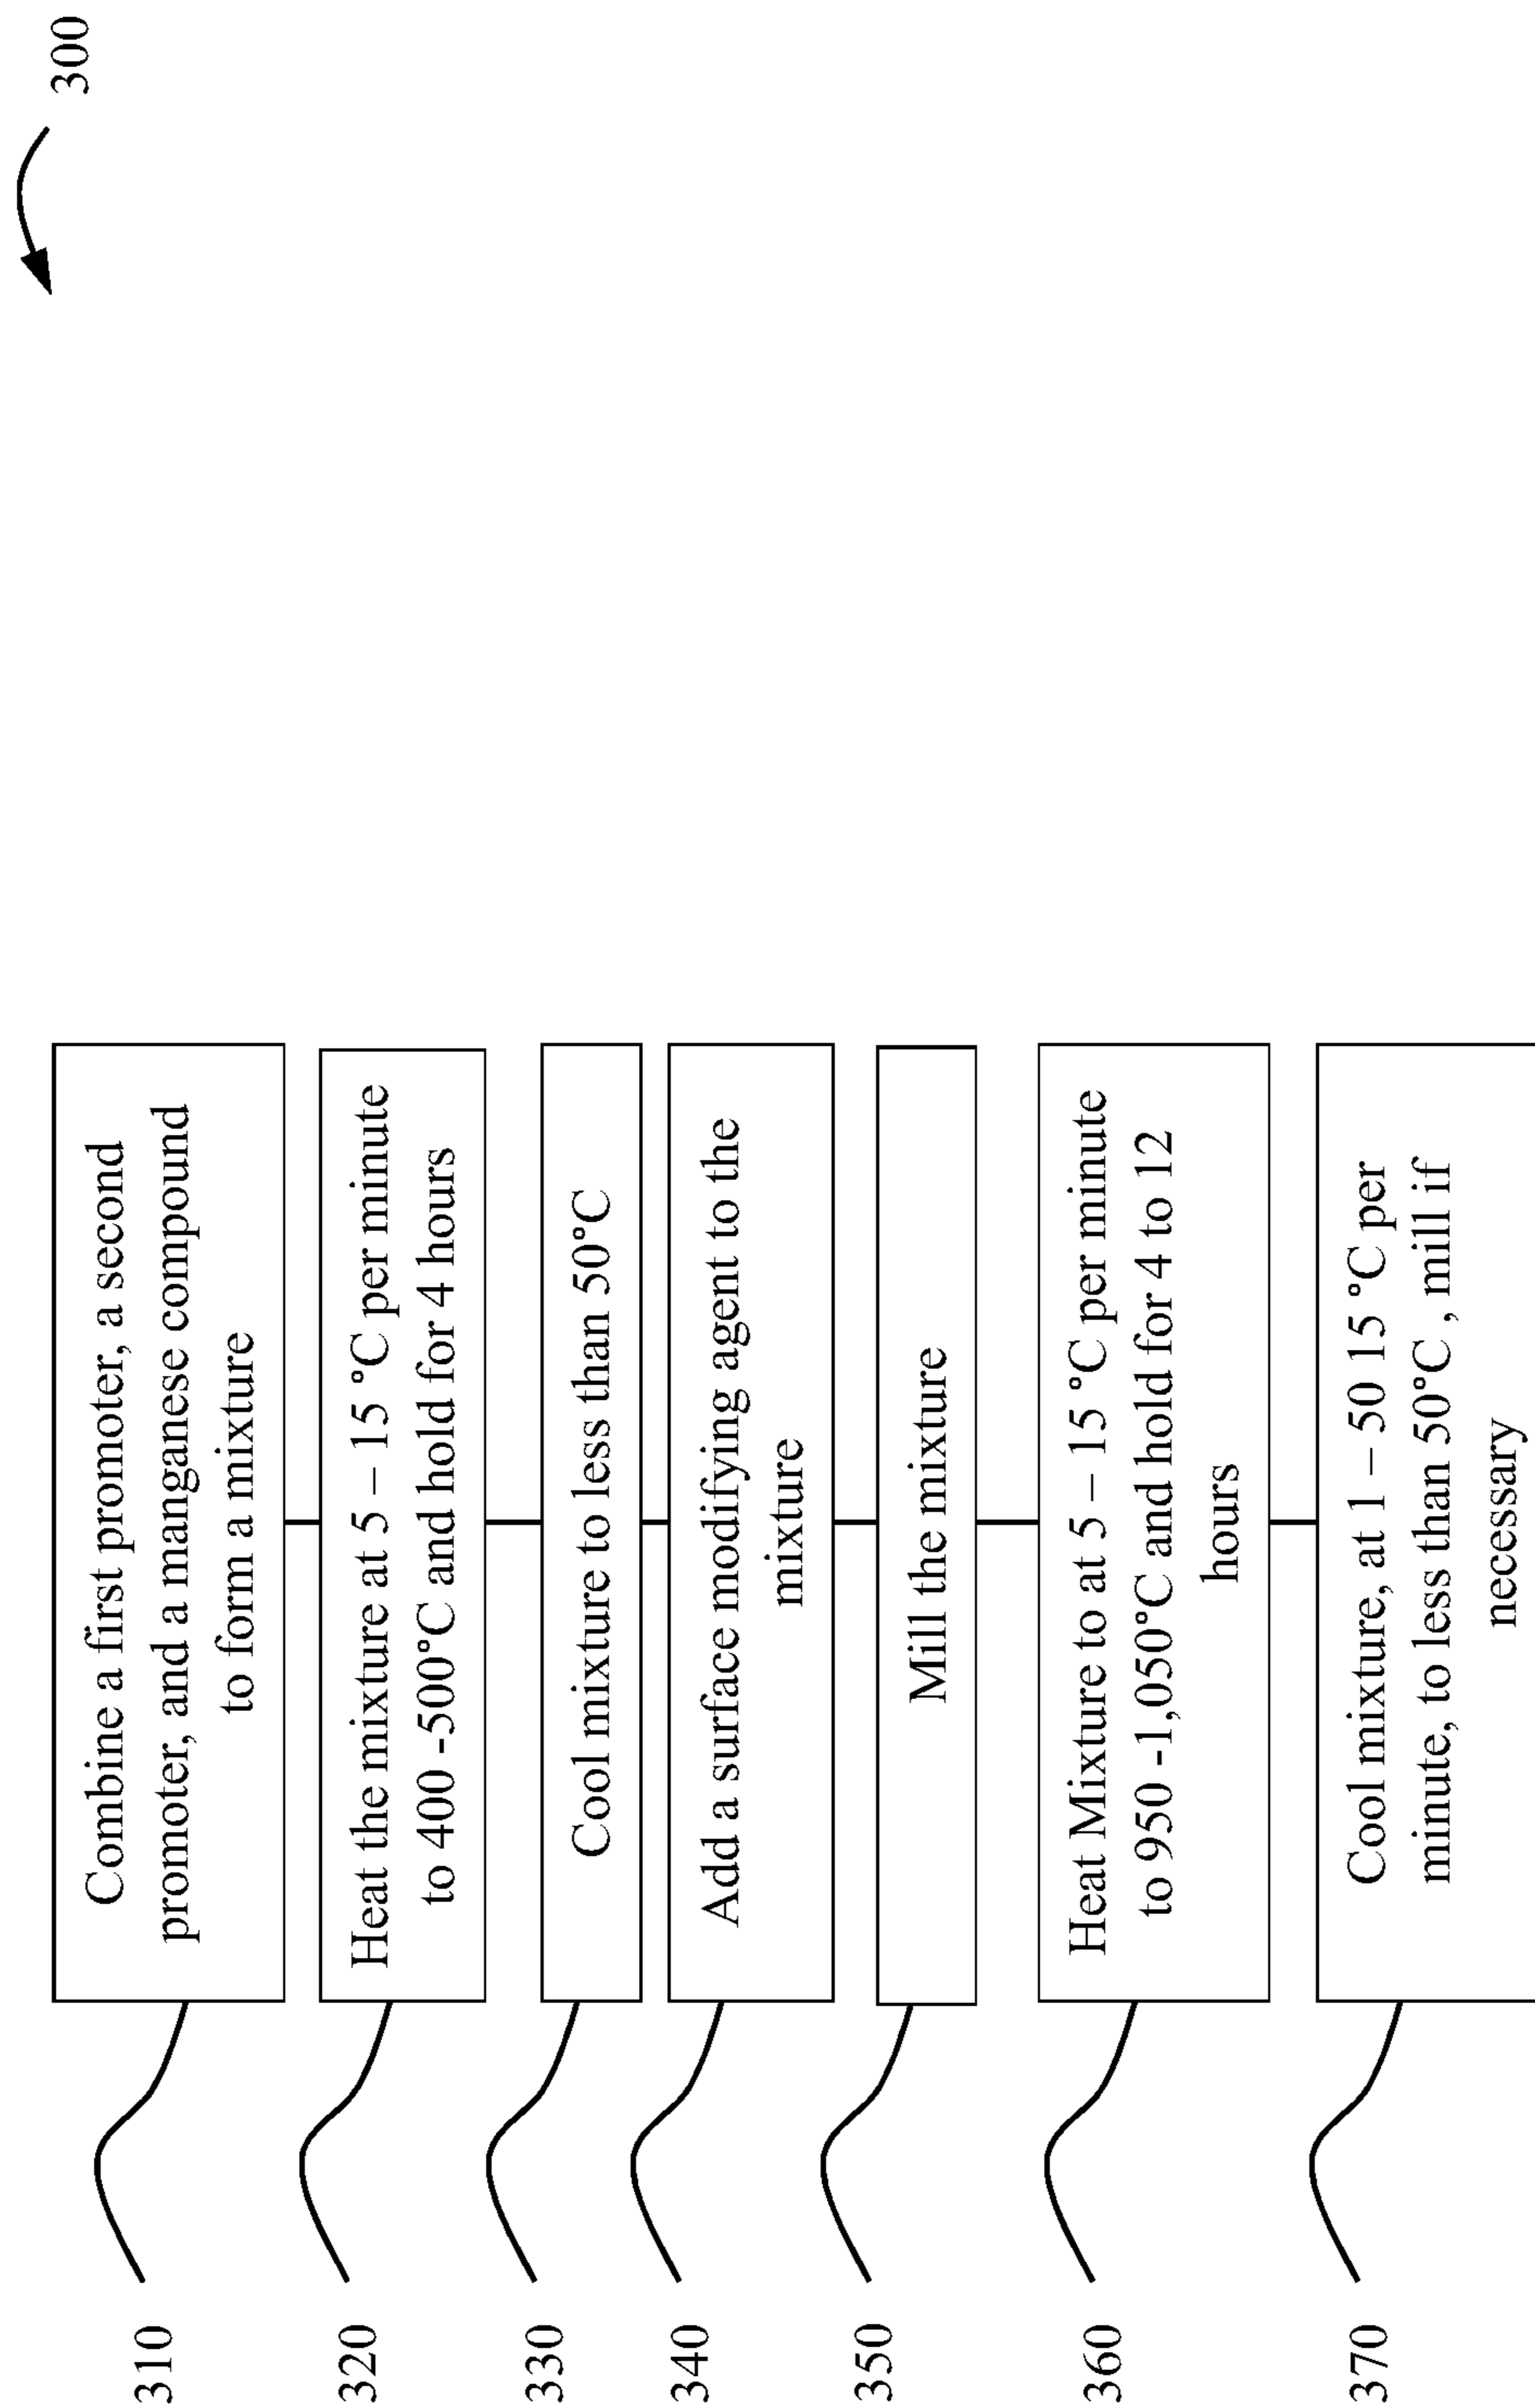 300
310
Combine a first promoter, a second
promoter, and a manganese compound
to form a mixture
320
Heat the mixture at 5 – 15 °C per minute
to 400 -500°C and hold for 4 hours
330
Cool mixture to less than 50°C
340
Add a surface modifying agent to the
mixture
350
Mill the mixture
360
Heat Mixture to at 5 – 15 °C per minute
to 950 -1,050°C and hold for 4 to 12
hours
370
Cool mixture, at 1 – 50 15 °C per
minute, to less than 50°C , mill if
necessary